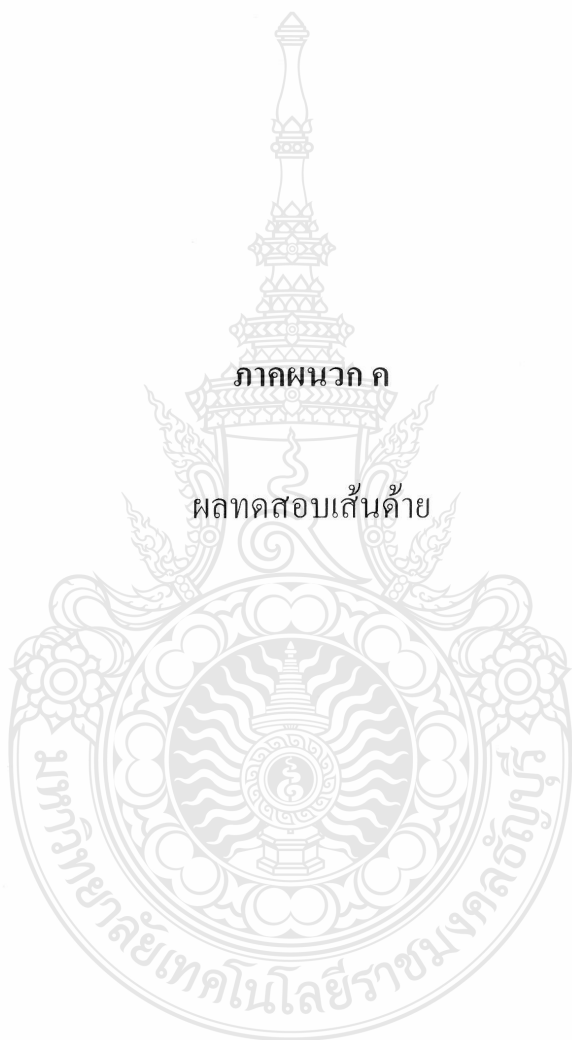 ภาคผนวก ค
ผลทดสอบเส้นด้าย
มหาวิทยาลัยเทคโนโลยีราชมงคลธัญบุรี